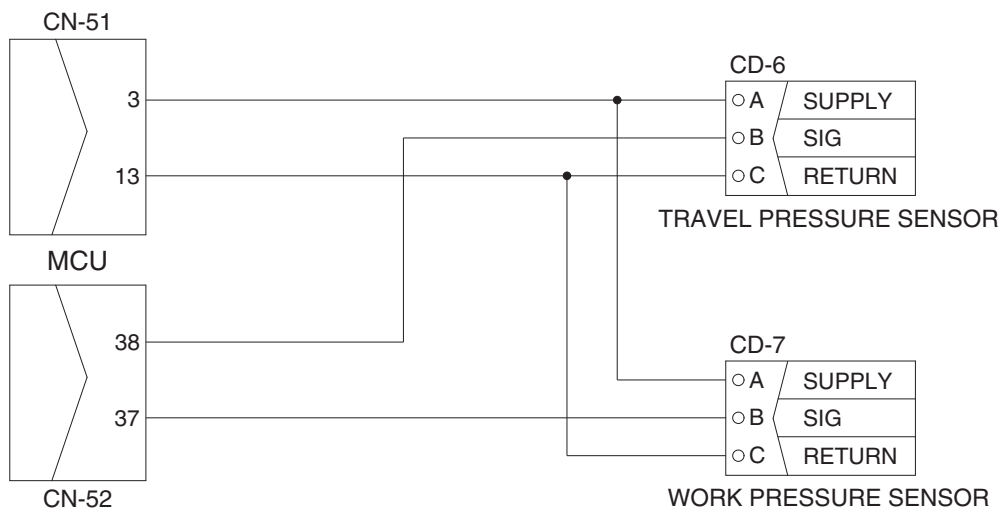 CN-51
3
13
MCU
38
37
CN-52
CD-6
A SUPPLY
B SIG
C RETURN
TRAVEL PRESSURE SENSOR
CD-7
A SUPPLY
B SIG
C RETURN
WORK PRESSURE SENSOR